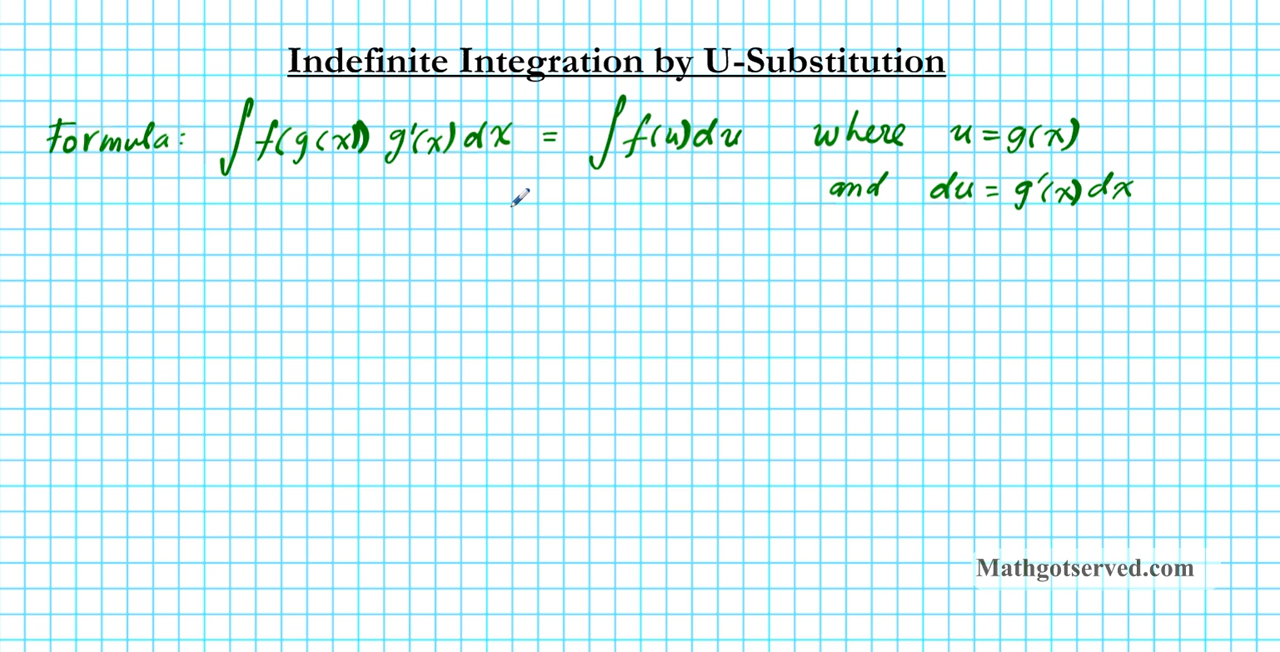 Indefinite Integration by U-Substitution
Formula: ∫ f(g(x)) g'(x) dx = ∫ f(u) du where u = g(x)
and du = g'(x) dx
Mathgotserved.com